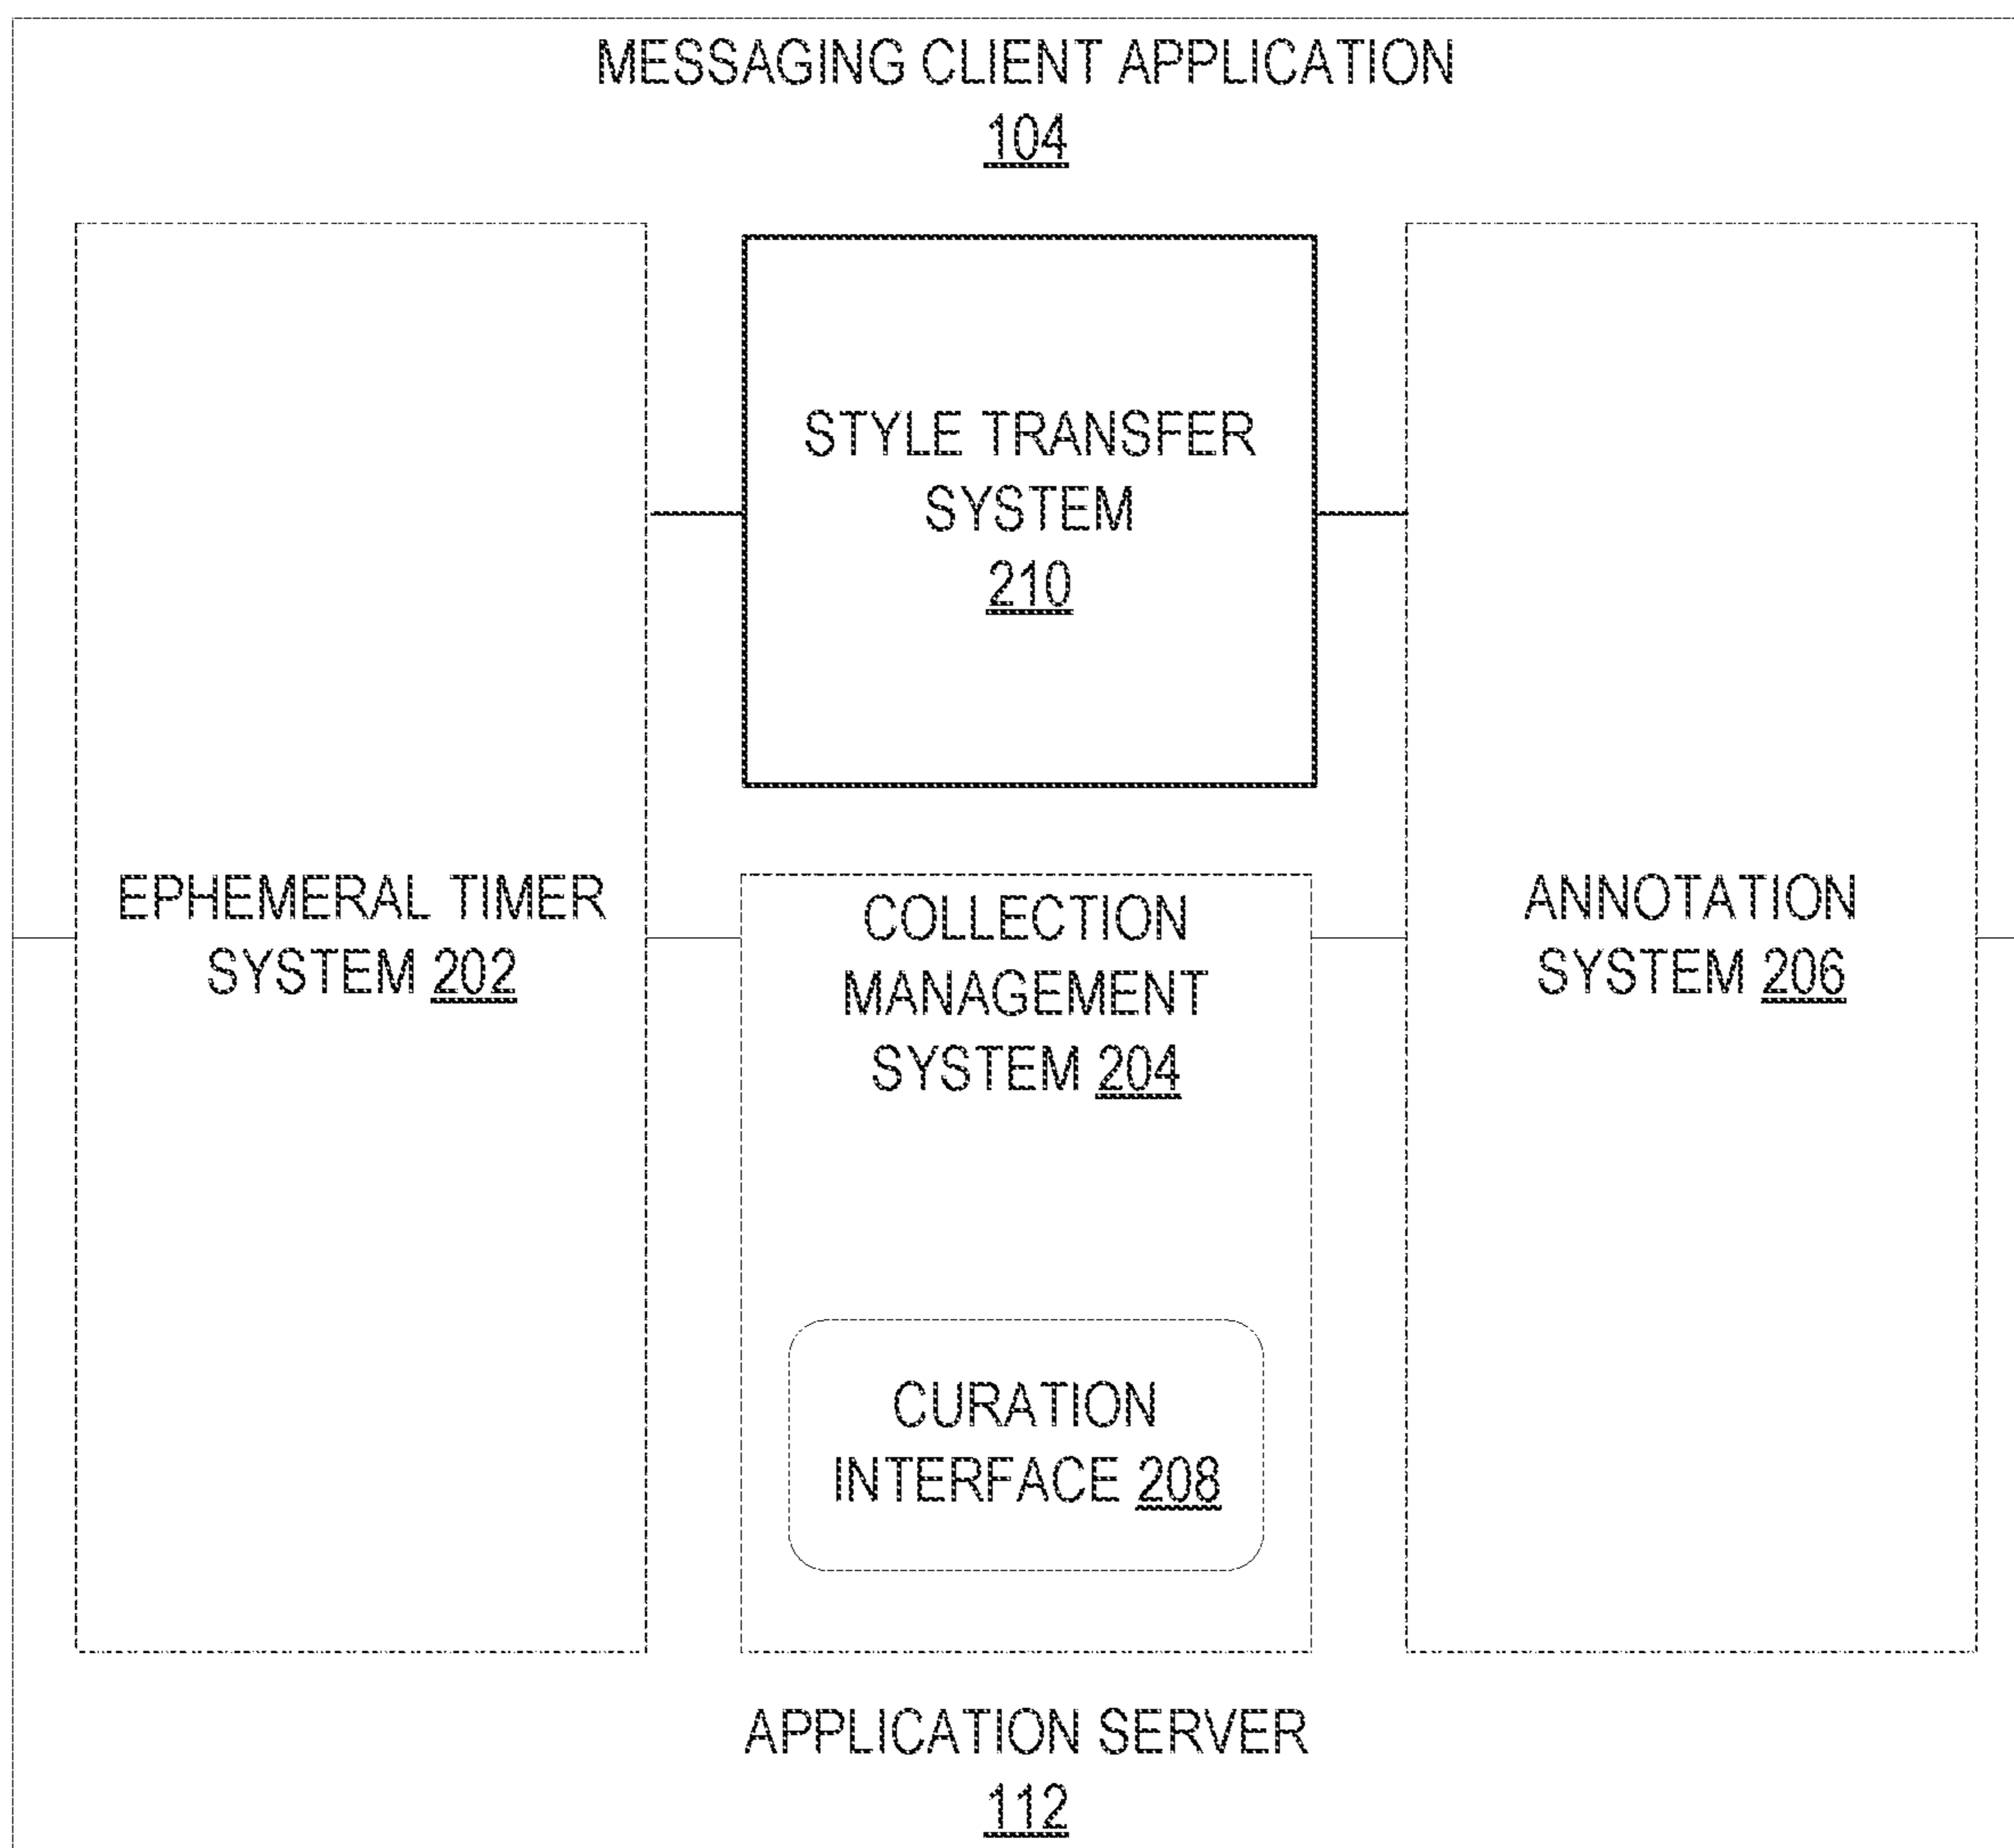 MESSAGING CLIENT APPLICATION
104
STYLE TRANSFER
SYSTEM
210
EPHEMERAL TIMER
SYSTEM 202
COLLECTION
MANAGEMENT
SYSTEM 204
ANNOTATION
SYSTEM 206
CURATION
INTERFACE 208
APPLICATION SERVER
112